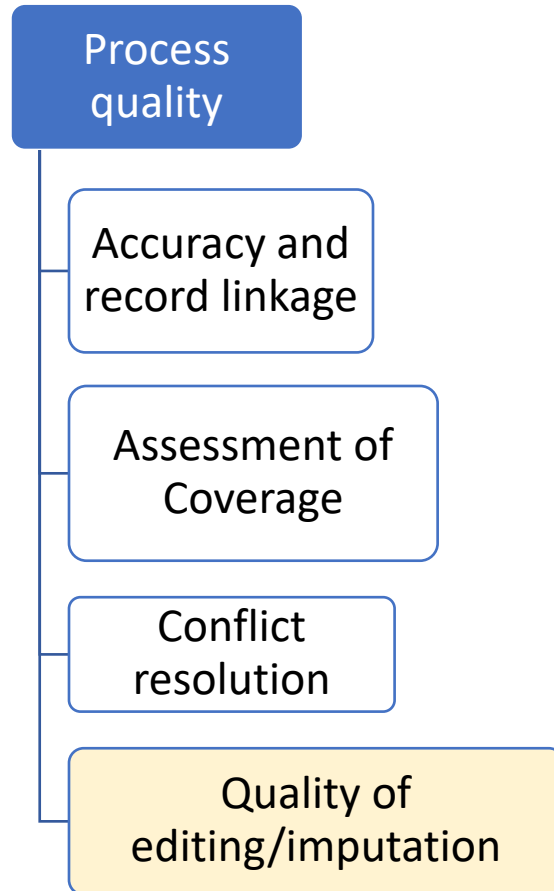 Process
quality
Accuracy and
record linkage
Assessment of
Coverage
Conflict
resolution
Quality of
editing/imputation